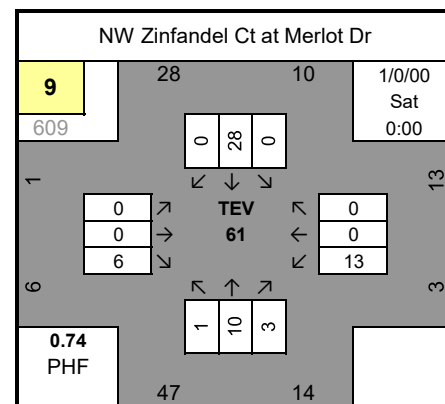 NW Zinfandel Ct at Merlot Dr
9
609
28 10
1/0/00
Sat
0:00
0 28 0
↙ ↓ ↘
1
13
0 ↗ TEV ↖ 0
0 → 61 ← 0
6 ↘ ↙ 13
6
3
↖ ↑ ↗
1 10 3
0.74
PHF
47 14